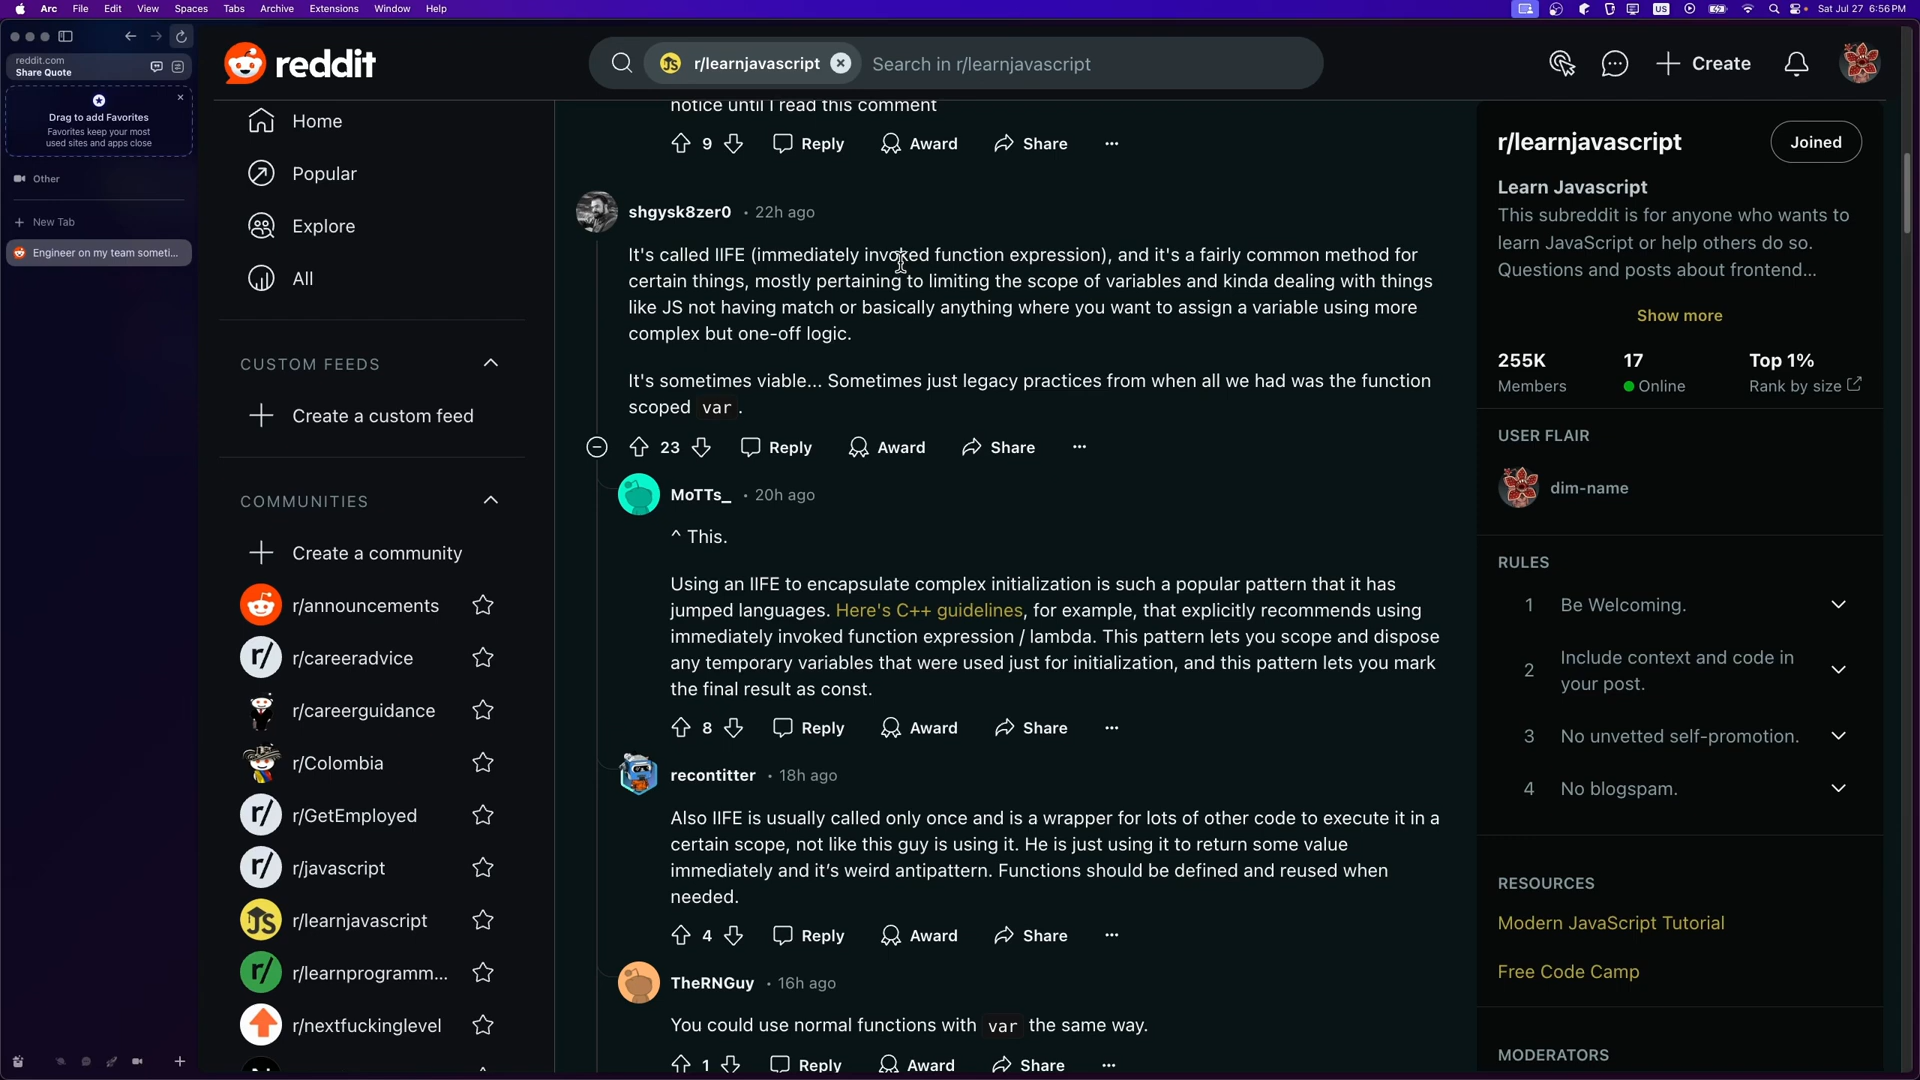 Arc File Edit View Spaces Tabs Archive Extensions Window Help
US Sat Jul 27 6:56 PM
reddit.com
Share Quote
Drag to add Favorites
Favorites keep your most
used sites and apps close
Other
New Tab
Engineer on my team someti...
reddit
r/learnjavascript Search in r/learnjavascript
Create
Home
Popular
Explore
All
CUSTOM FEEDS
Create a custom feed
COMMUNITIES
Create a community
r/announcements
r/ r/careeradvice
r/careerguidance
r/Colombia
r/ r/GetEmployed
r/ r/javascript
JS r/learnjavascript
r/ r/learnprogramm...
r/nextfuckinglevel
notice until I read this comment
9 Reply Award Share
shgysk8zer0 • 22h ago
It's called IIFE (immediately invoked function expression), and it's a fairly common method for
certain things, mostly pertaining to limiting the scope of variables and kinda dealing with things
like JS not having match or basically anything where you want to assign a variable using more
complex but one-off logic.
It's sometimes viable... Sometimes just legacy practices from when all we had was the function
scoped var.
23 Reply Award Share
MoTTs_ • 20h ago
^ This.
Using an IIFE to encapsulate complex initialization is such a popular pattern that it has
jumped languages. Here's C++ guidelines, for example, that explicitly recommends using
immediately invoked function expression / lambda. This pattern lets you scope and dispose
any temporary variables that were used just for initialization, and this pattern lets you mark
the final result as const.
8 Reply Award Share
recontitter • 18h ago
Also IIFE is usually called only once and is a wrapper for lots of other code to execute it in a
certain scope, not like this guy is using it. He is just using it to return some value
immediately and it's weird antipattern. Functions should be defined and reused when
needed.
4 Reply Award Share
TheRNGuy • 16h ago
You could use normal functions with var the same way.
1 Reply Award Share
r/learnjavascript Joined
Learn Javascript
This subreddit is for anyone who wants to
learn JavaScript or help others do so.
Questions and posts about frontend...
Show more
255K 17 Top 1%
Members Online Rank by size
USER FLAIR
dim-name
RULES
1 Be Welcoming.
2 Include context and code in
your post.
3 No unvetted self-promotion.
4 No blogspam.
RESOURCES
Modern JavaScript Tutorial
Free Code Camp
MODERATORS